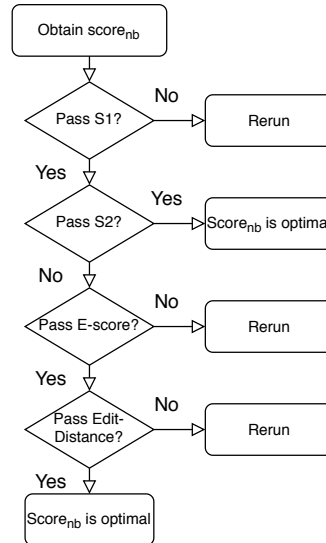 Obtain score_nb
No
Pass S1?
Rerun
Yes
Yes
Pass S2?
Score_nb is optimal
No
No
Pass E-score?
Rerun
Yes
No
Pass Edit-
Distance?
Rerun
Yes
Score_nb is optimal